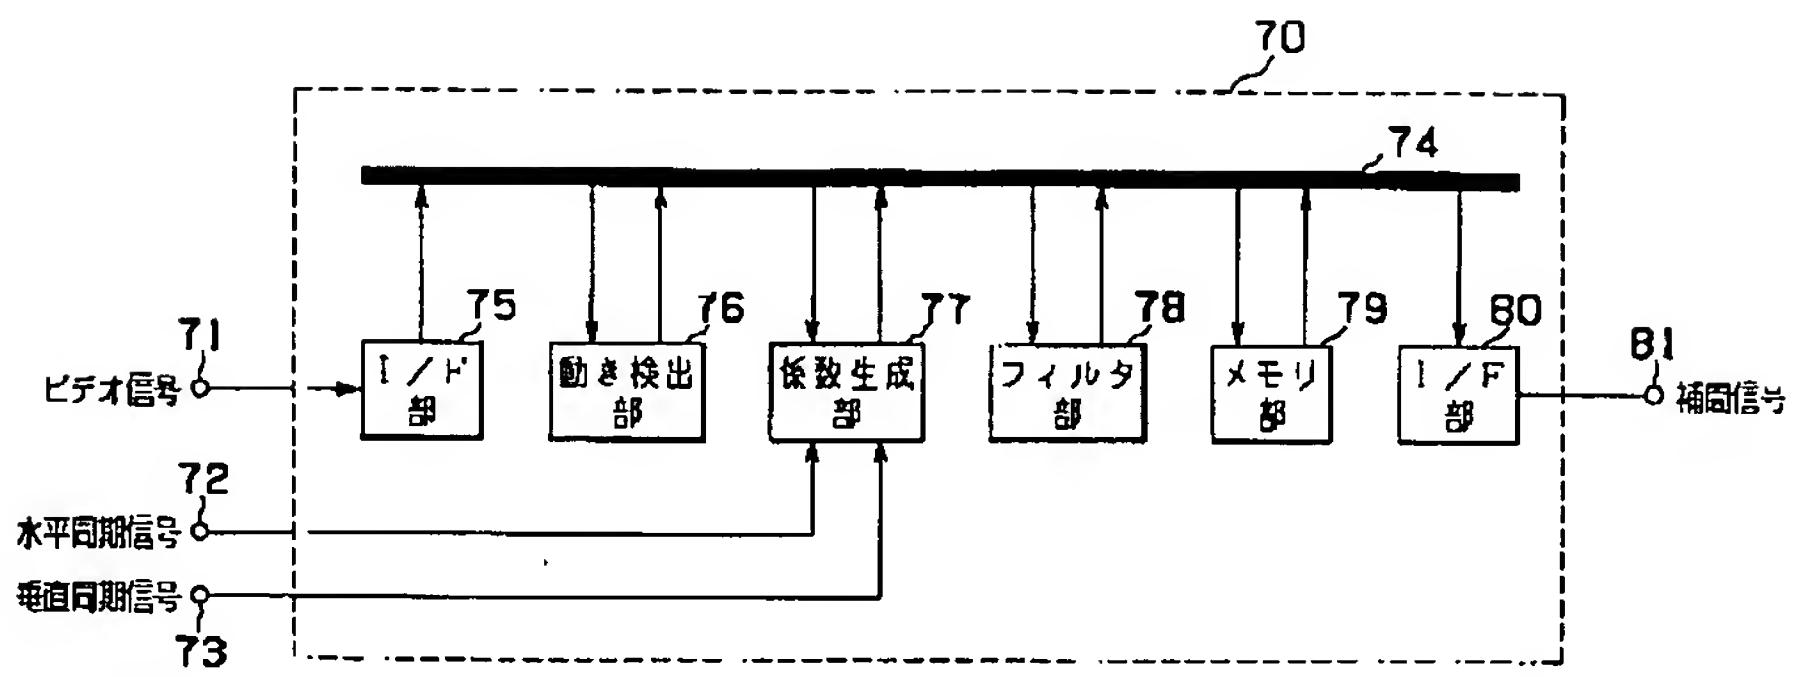 70
74
75
76
77
78
79
80
71
81
ビデオ信号
I/F
部
動き検出
部
係数生成
部
フィルタ
部
メモリ
部
I/F
部
補間信号
72
水平同期信号
垂直同期信号
73